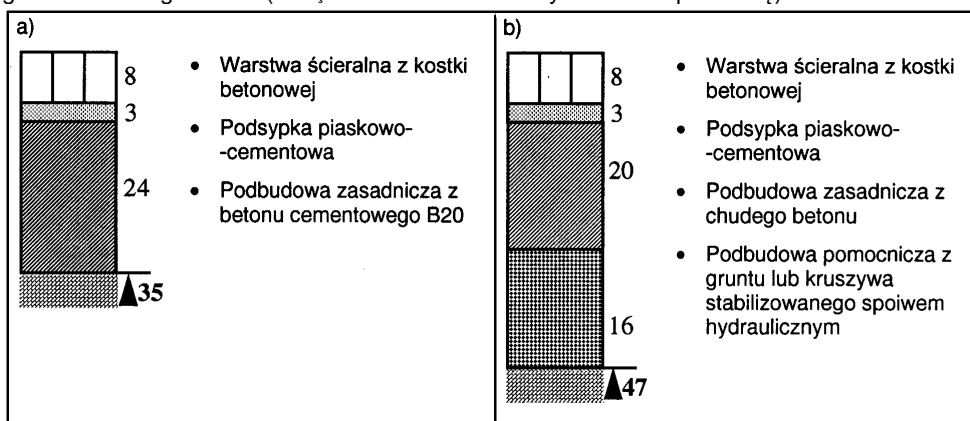 a)
8
3
24
35
• Warstwa ścieralna z kostki
betonowej
• Podsypka piaskowo-
-cementowa
• Podbudowa zasadnicza z
betonu cementowego B20
b)
8
3
20
16
47
• Warstwa ścieralna z kostki
betonowej
• Podsypka piaskowo-
-cementowa
• Podbudowa zasadnicza z
chudego betonu
• Podbudowa pomocnicza z
gruntu lub kruszywa
stabilizowanego spoiwem
hydraulicznym